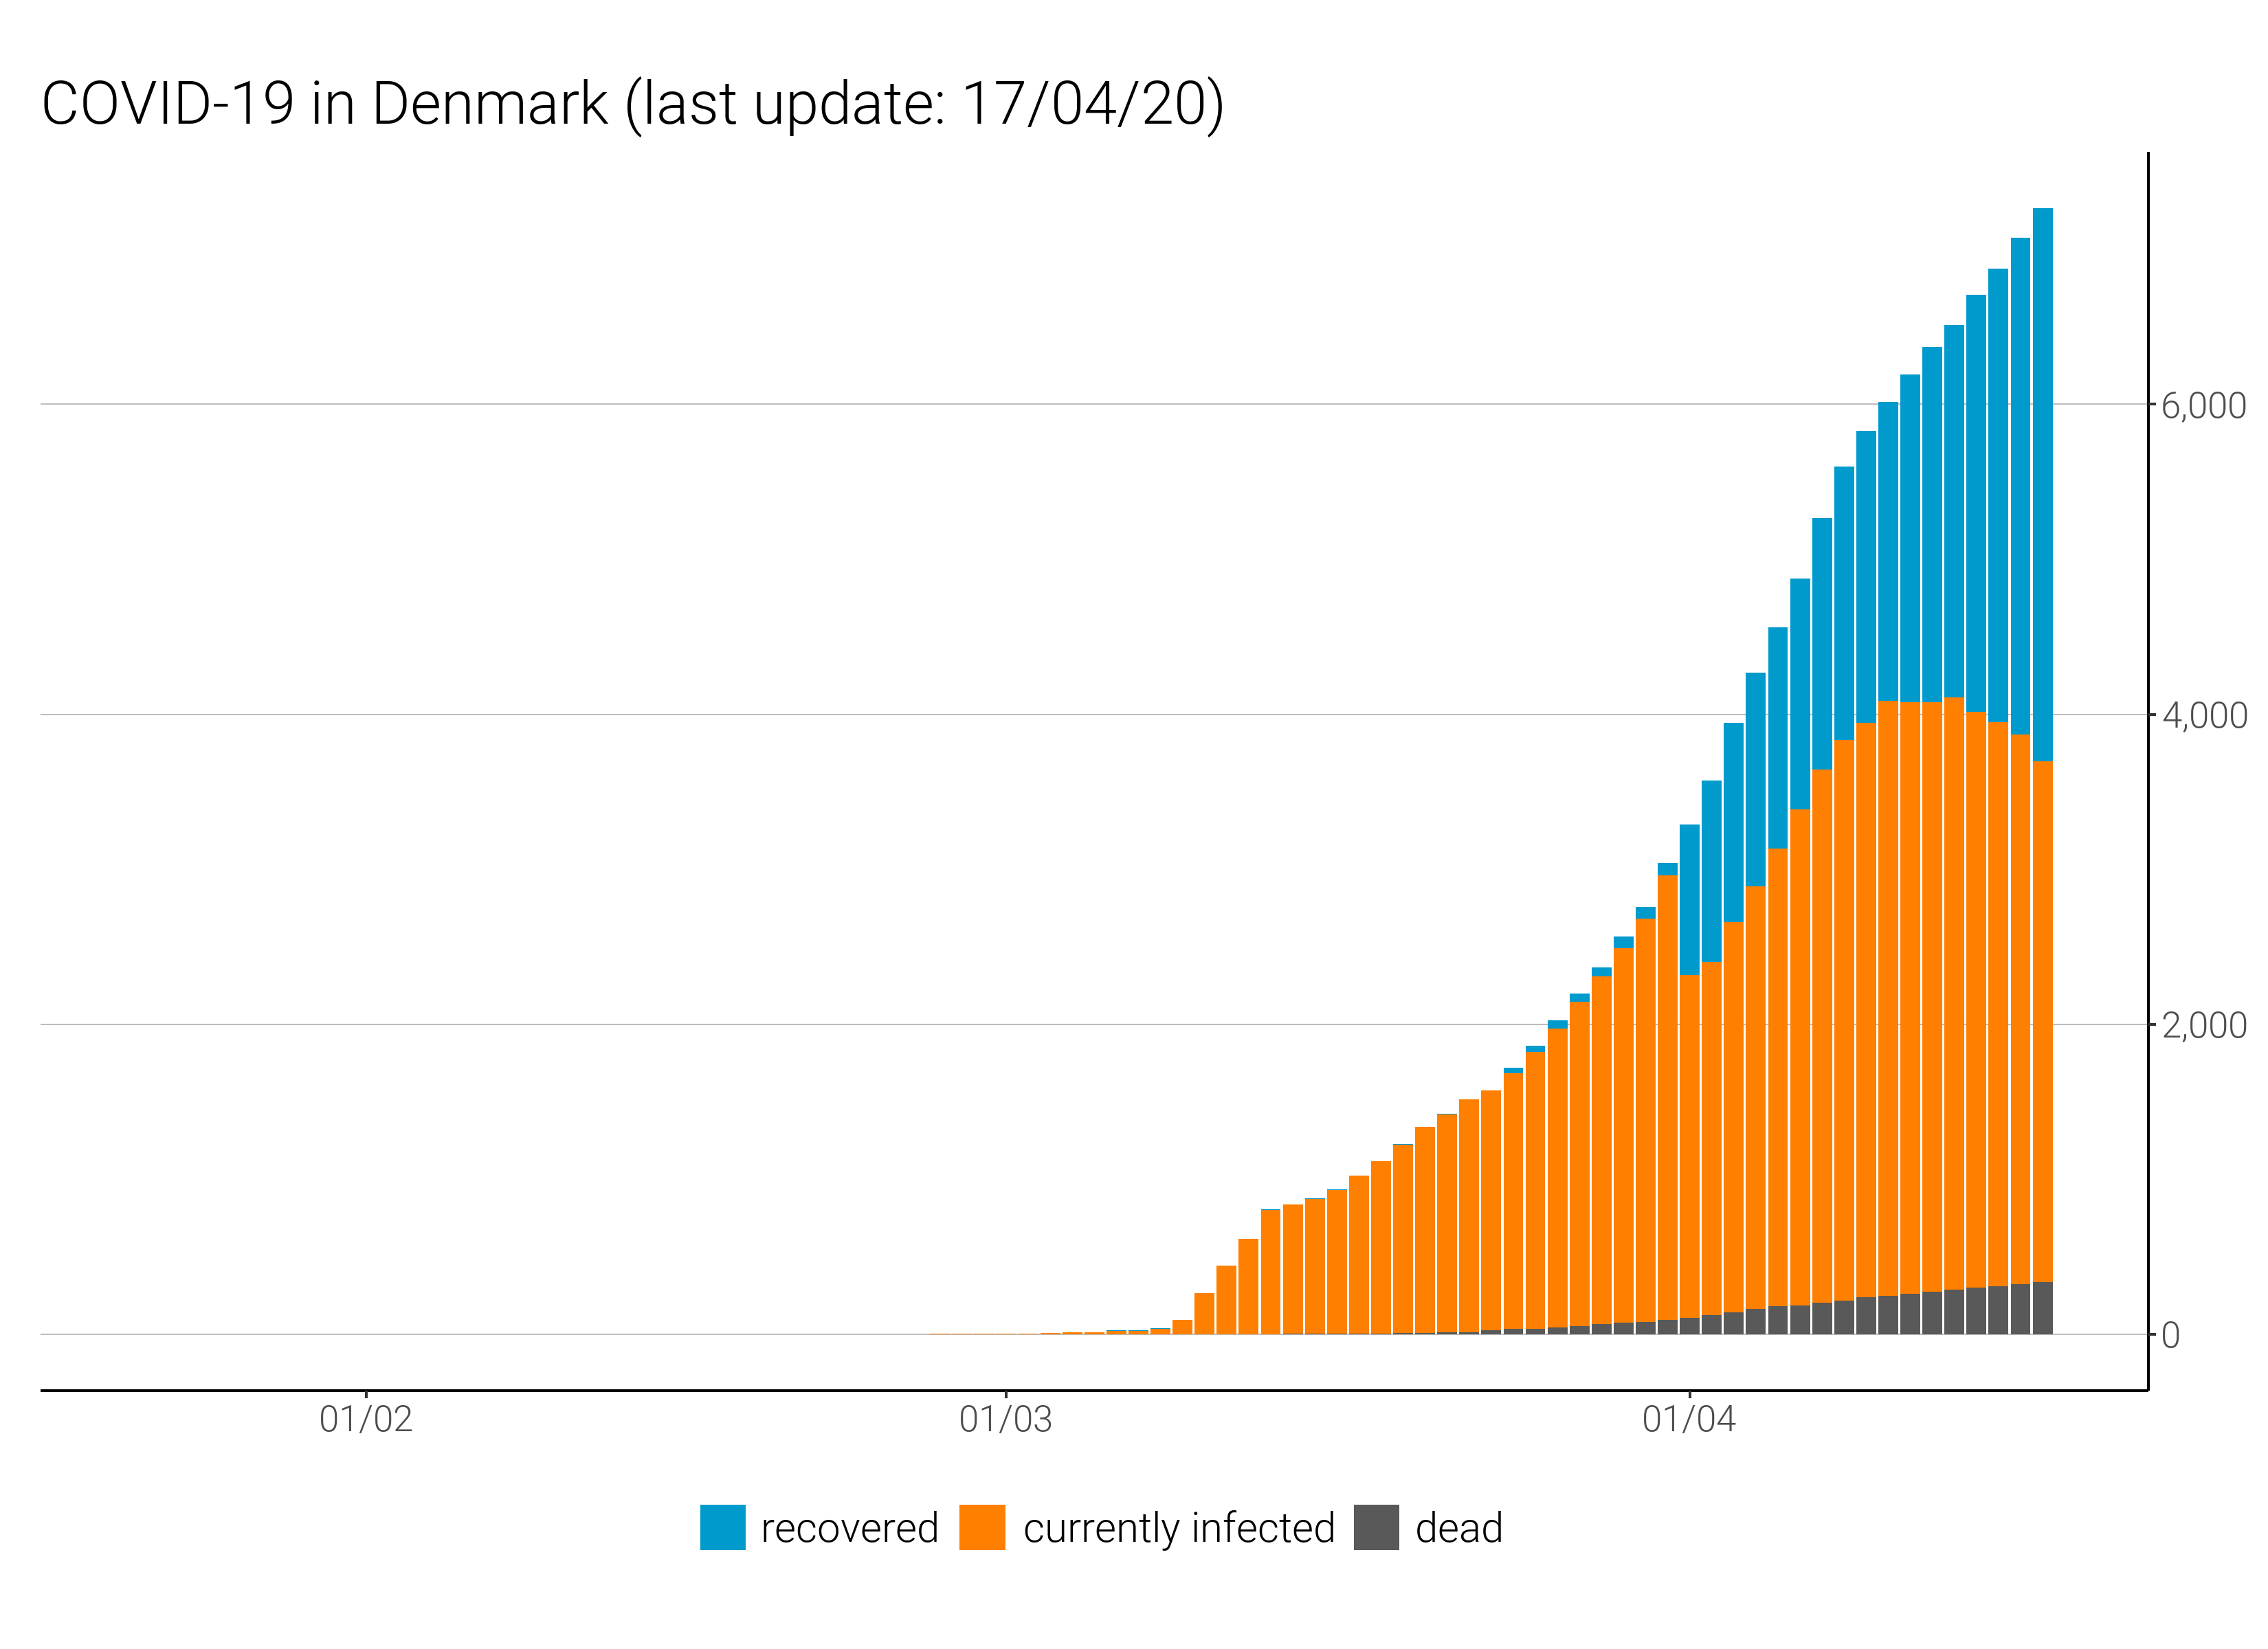 COVID-19 in Denmark (last update: 17/04/20)
6,000
4,000
2,000
0
01/02 01/03 01/04
recovered currently infected dead